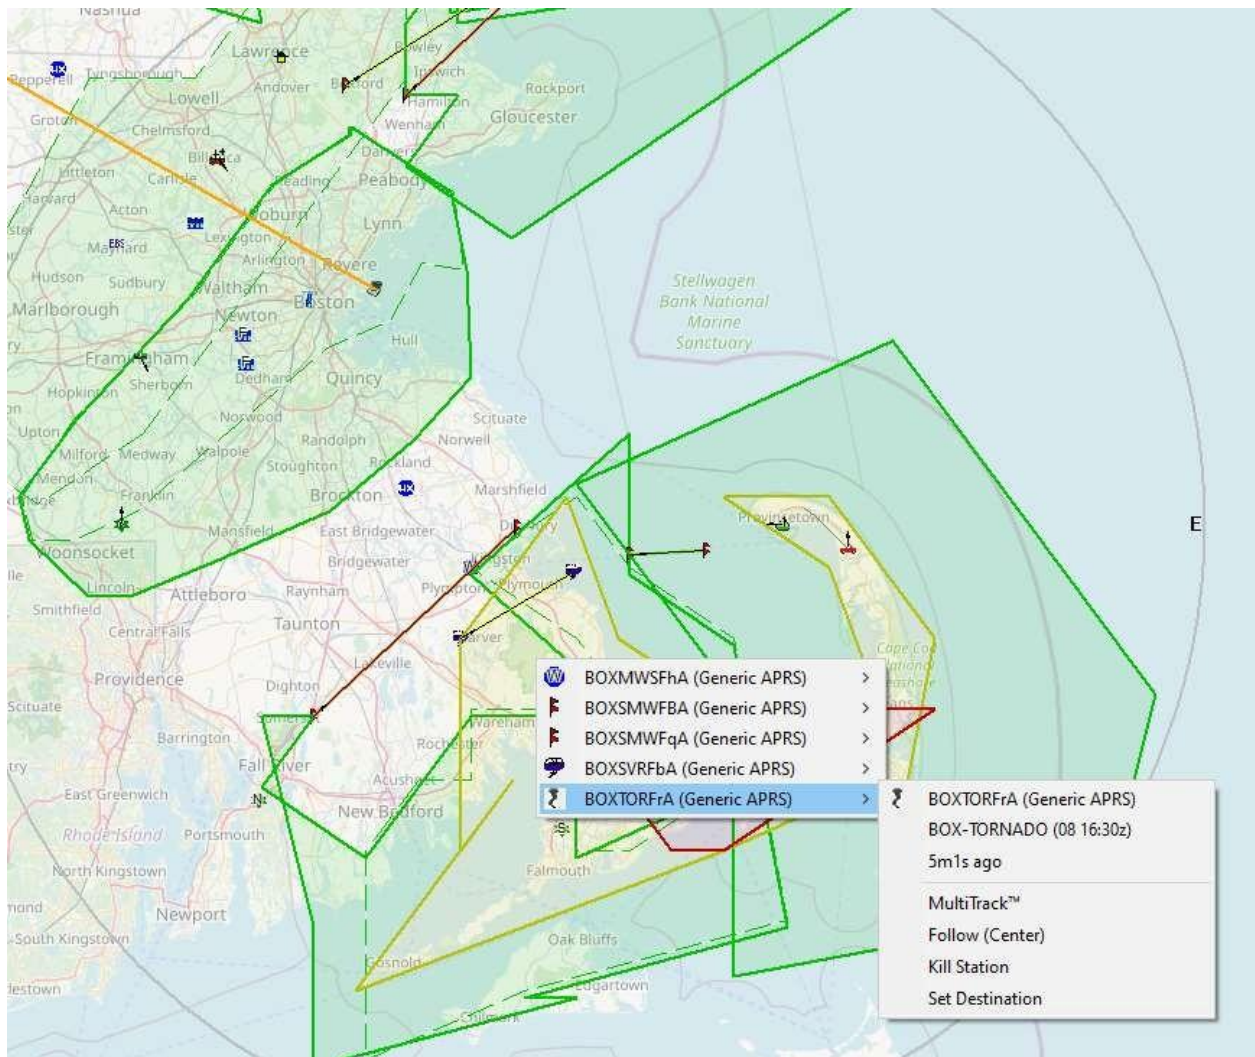 Nashua
Lawrence
Rowley
Pepperell
Tyngsborough
Andover
Ipswich
Lowell
Hamilton
Rockport
Groton
Wenham
Gloucester
Chelmsford
Danvers
Billerica
Littleton
Carlisle
Reading
Peabody
Harvard
Acton
Woburn
Lynn
Maynard
EBS
Lexington
Arlington
Revere
Hudson
Sudbury
Waltham
Marlborough
Newton
Boston
Stellwagen
Bank National
Marine
Sanctuary
Hull
Framingham
Sherborn
Dedham
Quincy
Hopkinton
Norwood
Scituate
Upton
Randolph
Norwell
Milford
Medway
Walpole
Stoughton
Rockland
Mendon
Franklin
Brockton
Marshfield
Provincetown
E
Mansfield
East Bridgewater
Duxbury
Woonsocket
Bridgewater
Kingston
Lincoln
Attleboro
Raynham
Plympton
Plymouth
Smithfield
Central Falls
Taunton
Carver
Cape Cod
National
Seashore
Lakeville
Providence
Dighton
Scituate
Somerset
Wareham
Barrington
Rochester
Fall River
Acushnet
East Greenwich
New Bedford
Rhode Island
Portsmouth
North Kingstown
Falmouth
Newport
South Kingstown
Oak Bluffs
Gosnold
Edgartown
Chilmark
BOXMWSFhA (Generic APRS)
BOXSMWFBA (Generic APRS)
BOXSMWFqA (Generic APRS)
BOXSVRFbA (Generic APRS)
BOXTORFrA (Generic APRS)
BOXTORFrA (Generic APRS)
BOX-TORNADO (08 16:30z)
5m1s ago
MultiTrack™
Follow (Center)
Kill Station
Set Destination